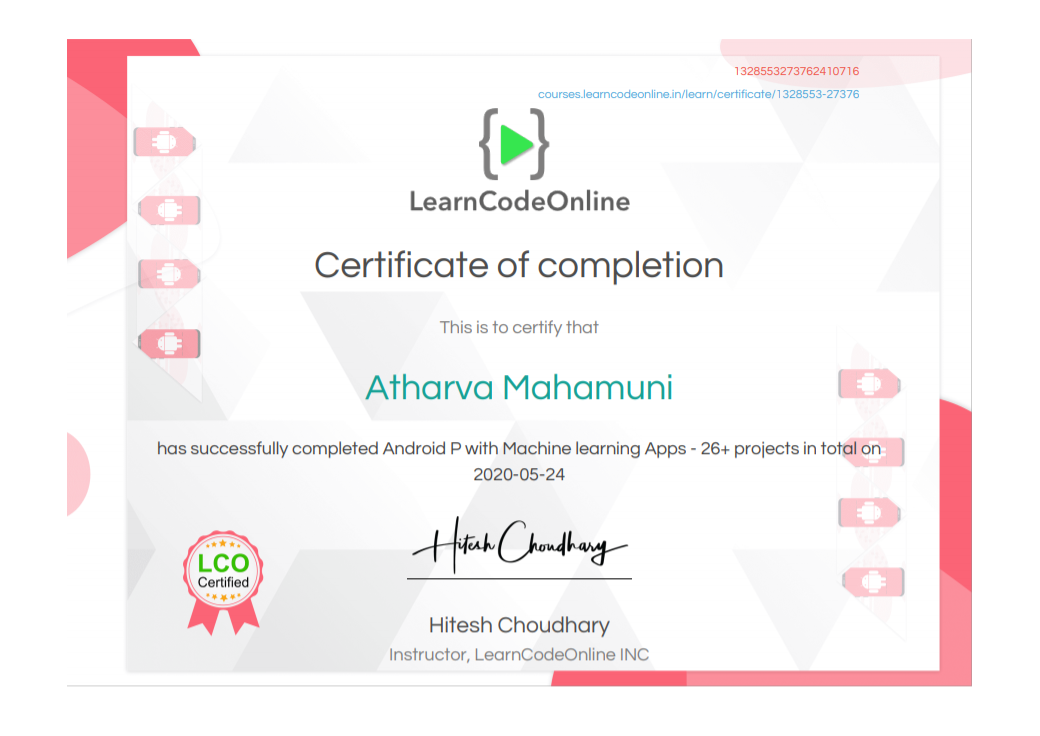 1328553273762410716
courses.learncodeonline.in/learn/certificate/1328553-27376
LearnCodeOnline
Certificate of completion
This is to certify that
Atharva Mahamuni
has successfully completed Android P with Machine learning Apps - 26+ projects in total on
2020-05-24
Hitesh Choudhary
LCO
Certified
Hitesh Choudhary
Instructor, LearnCodeOnline INC